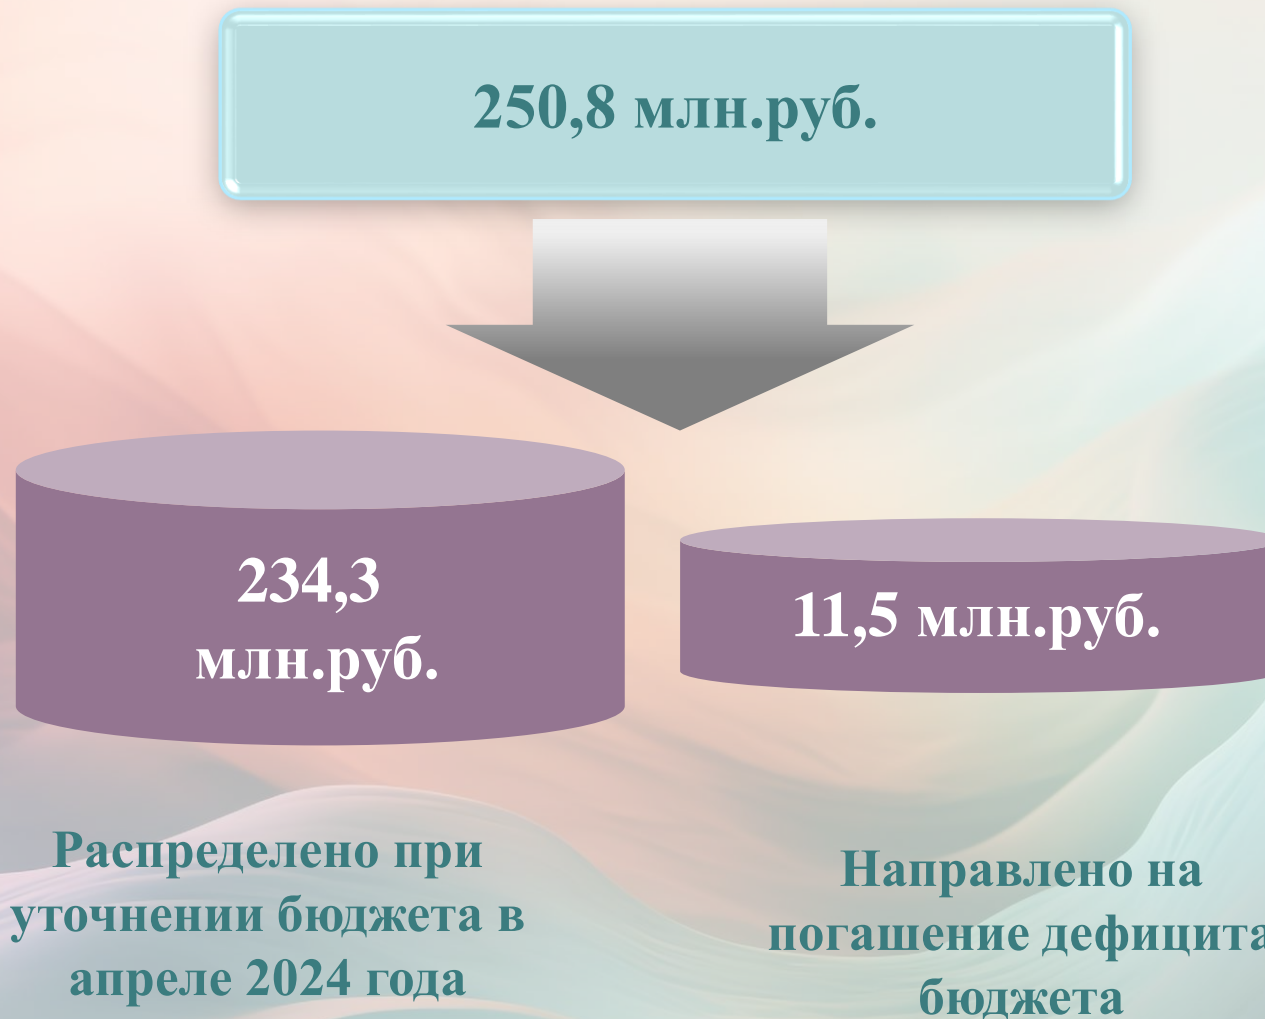 250,8 млн.руб.
234,3
млн.руб.
11,5 млн.руб.
Распределено при
уточнении бюджета в
апреле 2024 года
Направлено на
погашение дефицита
бюджета